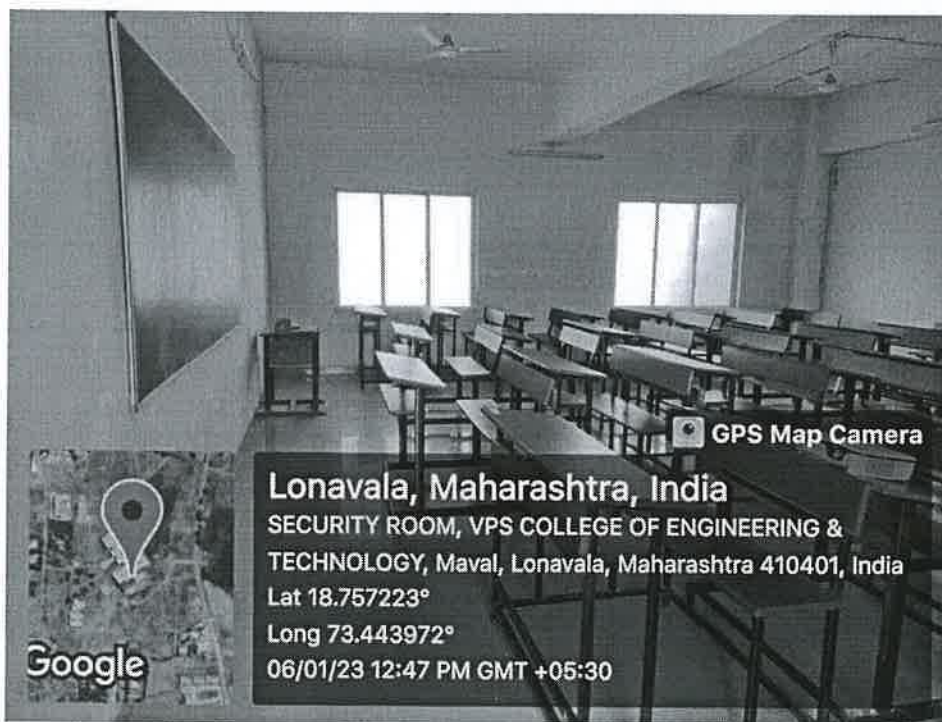 GPS Map Camera
Lonavala, Maharashtra, India
SECURITY ROOM, VPS COLLEGE OF ENGINEERING &
TECHNOLOGY, Maval, Lonavala, Maharashtra 410401, India
Lat 18.757223°
Long 73.443972°
06/01/23 12:47 PM GMT +05:30
Google